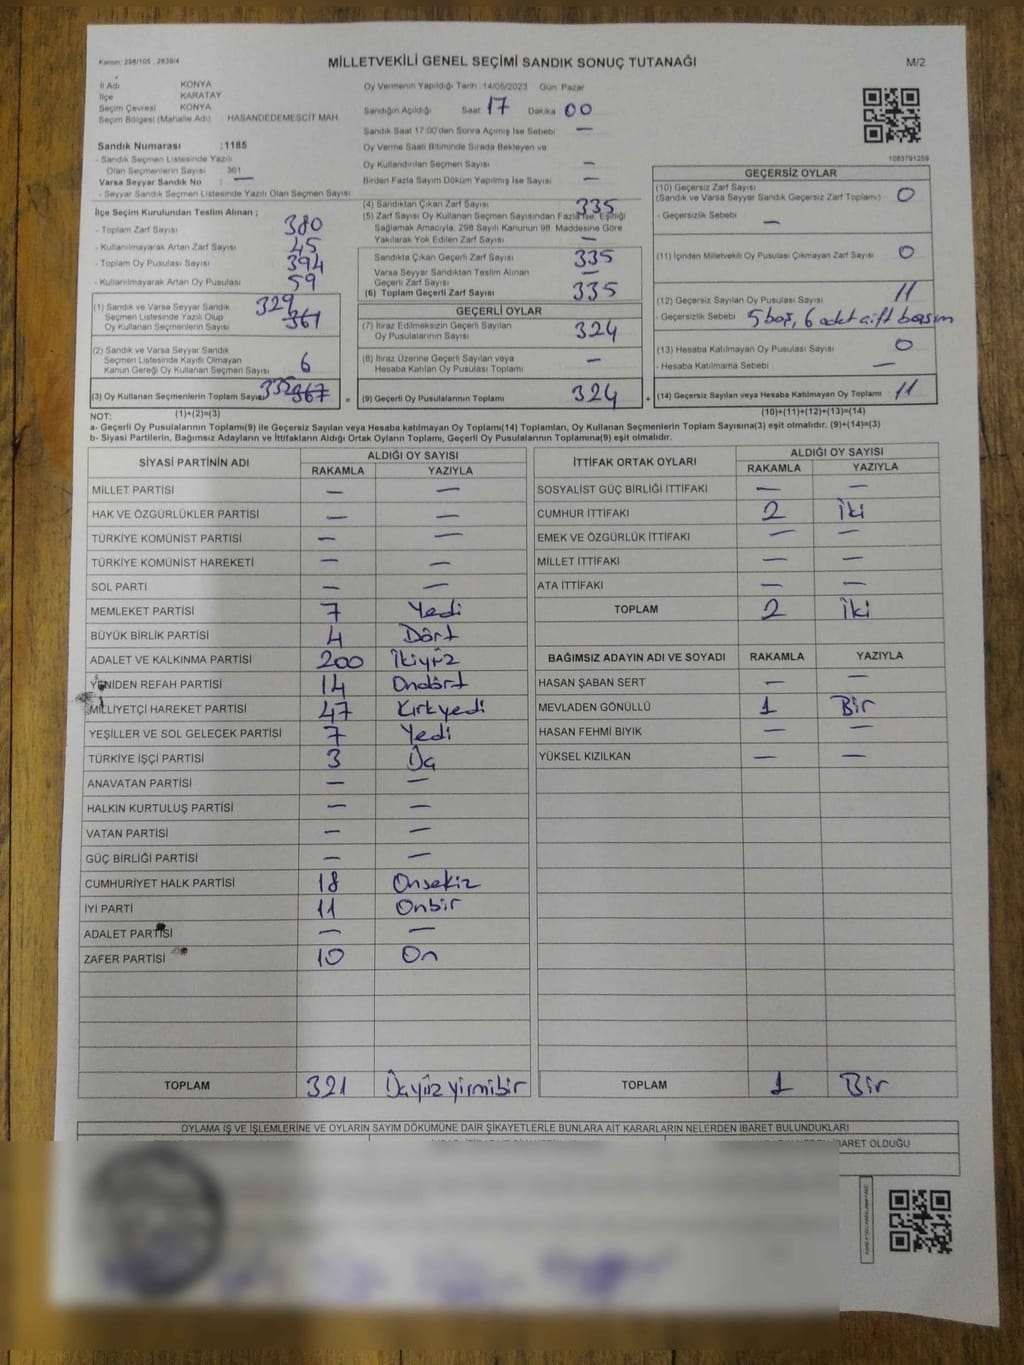 Kanun: 298/105 , 2839/4
MİLLETVEKİLİ GENEL SEÇİMİ SANDIK SONUÇ TUTANAĞI
M/2
İl Adı KONYA
İlçe KARATAY
Seçim Çevresi KONYA
Seçim Bölgesi (Mahalle Adı) HASANDEDEMESCİT MAH.
Oy Vermenin Yapıldığı Tarih 14/05/2023 Gün Pazar
Sandığın Açıldığı Saat 17 Dakika 00
Sandık Saat 17:00'den Sonra Açılmış İse Sebebi —
Oy Verme Saati Bitiminde Sırada Bekleyen ve
Oy Kullandırılan Seçmen Sayısı —
Birden Fazla Sayım Döküm Yapılmış İse Sayısı —
1083791259
Sandık Numarası :1185
- Sandık Seçmen Listesinde Yazılı
Olan Seçmenlerin Sayısı 361
Varsa Seyyar Sandık No —
- Seyyar Sandık Seçmen Listesinde Yazılı Olan Seçmen Sayısı
İlçe Seçim Kurulundan Teslim Alınan ;
- Toplam Zarf Sayısı 380
- Kullanılmayarak Artan Zarf Sayısı 45
- Toplam Oy Pusulası Sayısı 394
- Kullanılmayarak Artan Oy Pusulası 59
(1) Sandık ve Varsa Seyyar Sandık
Seçmen Listesinde Yazılı Olup
Oy Kullanan Seçmenlerin Sayısı 329 361
(2) Sandık ve Varsa Seyyar Sandık
Seçmen Listesinde Kayıtlı Olmayan
Kanun Gereği Oy Kullanan Seçmen Sayısı 6
(3) Oy Kullanan Seçmenlerin Toplam Sayısı 335 367
(4) Sandıktan Çıkan Zarf Sayısı 335
(5) Zarf Sayısı Oy Kullanan Seçmen Sayısından Fazla İse, Eşitliği
Sağlamak Amacıyla, 298 Sayılı Kanunun 98. Maddesine Göre
Yakılarak Yok Edilen Zarf Sayısı —
Sandıkta Çıkan Geçerli Zarf Sayısı 335
Varsa Seyyar Sandıktan Teslim Alınan
Geçerli Zarf Sayısı —
(6) Toplam Geçerli Zarf Sayısı 335
GEÇERLİ OYLAR
(7) İtiraz Edilmeksizin Geçerli Sayılan
Oy Pusulasının Sayısı 324
(8) İtiraz Üzerine Geçerli Sayılan veya
Hesaba Katılan Oy Pusulası Toplamı —
= (9) Geçerli Oy Pusulalarının Toplamı 324
GEÇERSİZ OYLAR
(10) Geçersiz Zarf Sayısı
(Sandık ve Varsa Seyyar Sandık Geçersiz Zarf Toplamı) 0
- Geçersizlik Sebebi —
(11) İçinden Milletvekili Oy Pusulası Çıkmayan Zarf Sayısı 0
(12) Geçersiz Sayılan Oy Pusulası Sayısı 11
- Geçersizlik Sebebi 5 boş, 6 adet çift basım
(13) Hesaba Katılmayan Oy Pusulası Sayısı 0
- Hesaba Katılmama Sebebi —
+ (14) Geçersiz Sayılan veya Hesaba Katılmayan Oy Toplamı 11
NOT: (1)+(2)=(3) (10)+(11)+(12)+(13)=(14)
a- Geçerli Oy Pusulalarının Toplamı(9) ile Geçersiz Sayılan veya Hesaba katılmayan Oy Toplamı(14) Toplamları, Oy Kullanan Seçmenlerin Toplam Sayısına(3) eşit olmalıdır. (9)+(14)=(3)
b- Siyasi Partilerin, Bağımsız Adayların ve İttifakların Aldığı Ortak Oyların Toplamı, Geçerli Oy Pusulalarının Toplamına(9) eşit olmalıdır.
SİYASİ PARTİNİN ADI ALDIĞI OY SAYISI
RAKAMLA YAZIYLA
MİLLET PARTİSİ — —
HAK VE ÖZGÜRLÜKLER PARTİSİ — —
TÜRKİYE KOMÜNİST PARTİSİ — —
TÜRKİYE KOMÜNİST HAREKETİ — —
SOL PARTİ — —
MEMLEKET PARTİSİ 7 Yedi
BÜYÜK BİRLİK PARTİSİ 4 Dört
ADALET VE KALKINMA PARTİSİ 200 İkiyüz
YENİDEN REFAH PARTİSİ 14 Ondört
MİLLİYETÇİ HAREKET PARTİSİ 47 Kırkyedi
YEŞİLLER VE SOL GELECEK PARTİSİ 7 Yedi
TÜRKİYE İŞÇİ PARTİSİ 3 Üç
ANAVATAN PARTİSİ — —
HALKIN KURTULUŞ PARTİSİ — —
VATAN PARTİSİ — —
GÜÇ BİRLİĞİ PARTİSİ — —
CUMHURİYET HALK PARTİSİ 18 Onsekiz
İYİ PARTİ 11 Onbir
ADALET PARTİSİ — —
ZAFER PARTİSİ 10 On
TOPLAM 321 Üçyüzyirmibir
İTTİFAK ORTAK OYLARI ALDIĞI OY SAYISI
RAKAMLA YAZIYLA
SOSYALİST GÜÇ BİRLİĞİ İTTİFAKI — —
CUMHUR İTTİFAKI 2 İki
EMEK VE ÖZGÜRLÜK İTTİFAKI — —
MİLLET İTTİFAKI — —
ATA İTTİFAKI — —
TOPLAM 2 İki
BAĞIMSIZ ADAYIN ADI VE SOYADI RAKAMLA YAZIYLA
HASAN ŞABAN SERT — —
MEVLADEN GÖNÜLLÜ 1 Bir
HASAN FEHMİ BIYIK — —
YÜKSEL KIZILKAN — —
TOPLAM 1 Bir
OYLAMA İŞ VE İŞLEMLERİNE VE OYLARIN SAYIM DÖKÜMÜNE DAİR ŞİKAYETLERLE BUNLARA AİT KARARLARIN NELERDEN İBARET BULUNDUKLARI
İBARET OLDUĞU